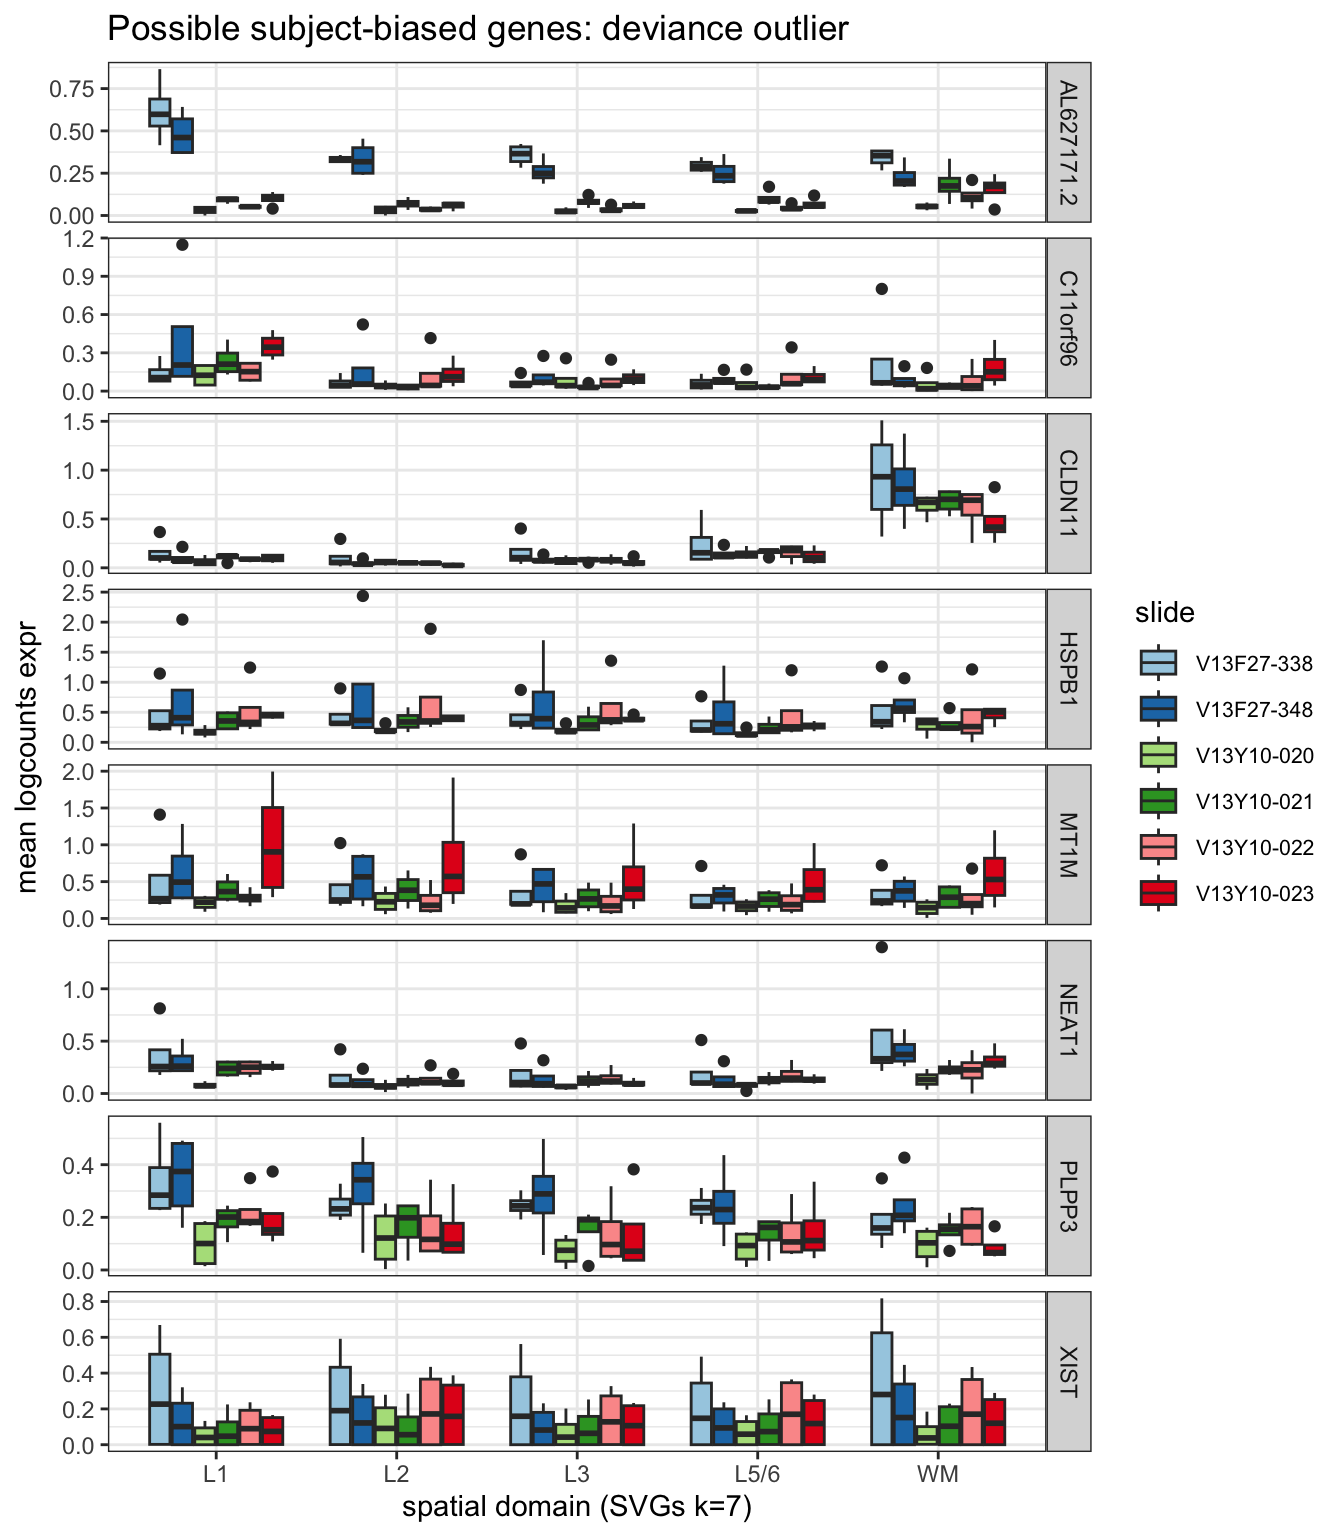 Possible subject-biased genes: deviance outlier
0.75
0.50
0.25
0.00
AL627171.2
1.2
0.9
0.6
0.3
0.0
C11orf96
1.5
1.0
0.5
0.0
CLDN11
2.5
2.0
1.5
1.0
0.5
0.0
HSPB1
2.0
1.5
1.0
0.5
0.0
MT1M
1.0
0.5
0.0
NEAT1
0.4
0.2
0.0
PLPP3
0.8
0.6
0.4
0.2
0.0
XIST
mean logcounts expr
L1 L2 L3 L5/6 WM
spatial domain (SVGs k=7)
slide
V13F27-338
V13F27-348
V13Y10-020
V13Y10-021
V13Y10-022
V13Y10-023